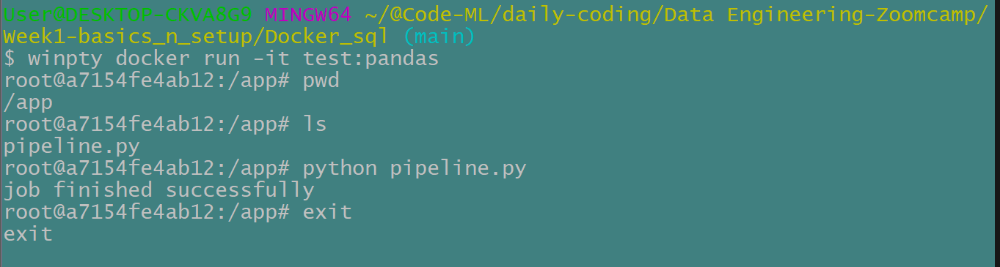 User@DESKTOP-CKVA8G9 MINGW64 ~/@Code-ML/daily-coding/Data Engineering-Zoomcamp/
Week1-basics_n_setup/Docker_sql (main)
$ winpty docker run -it test:pandas
root@a7154fe4ab12:/app# pwd
/app
root@a7154fe4ab12:/app# ls
pipeline.py
root@a7154fe4ab12:/app# python pipeline.py
job finished successfully
root@a7154fe4ab12:/app# exit
exit